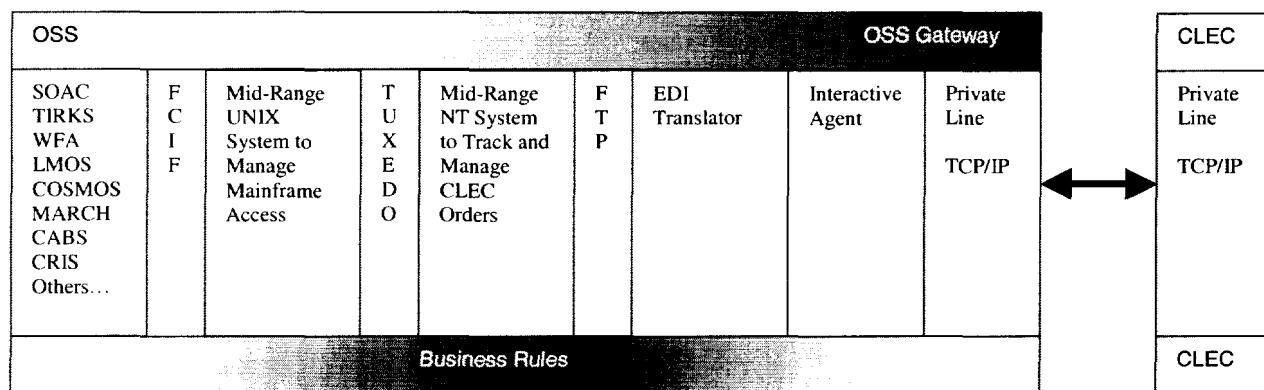 OSS
OSS Gateway
CLEC
SOAC
TIRKS
WFA
LMOS
COSMOS
MARCH
CABS
CRIS
Others...
F
C
I
F
Mid-Range
UNIX
System to
Manage
Mainframe
Access
T
U
X
E
D
O
Mid-Range
NT System
to Track and
Manage
CLEC
Orders
F
T
P
EDI
Translator
Interactive
Agent
Private
Line
TCP/IP
Private
Line
TCP/IP
Business Rules
CLEC